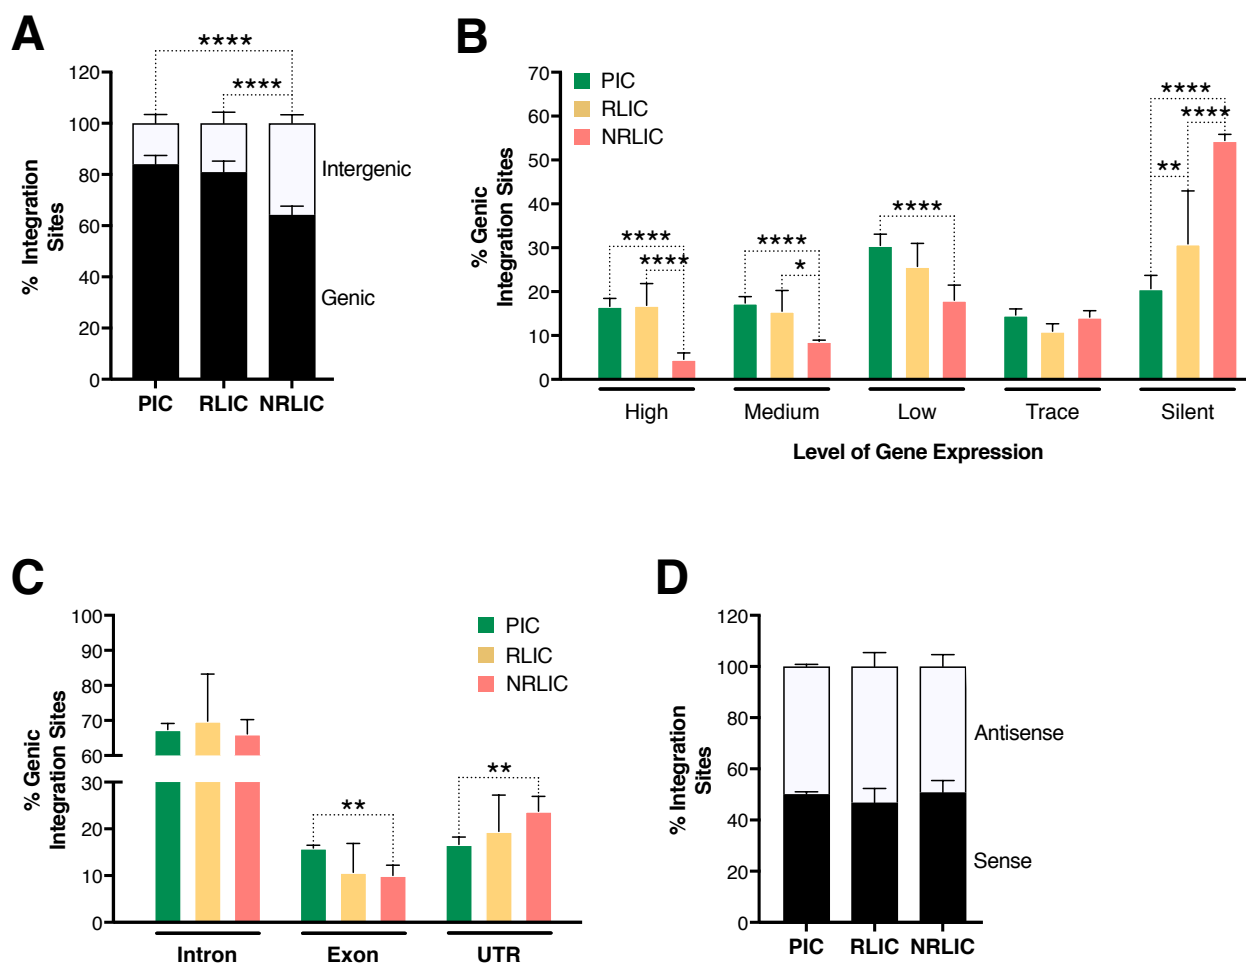 A
% Integration
Sites
120
100
80
60
40
20
0
****
****
Intergenic
Genic
PIC
RLIC
NRLIC
B
% Genic
Integration Sites
70
60
50
40
30
20
10
0
PIC
RLIC
NRLIC
****
****
****
*
****
****
****
**
High
Medium
Low
Trace
Silent
Level of Gene Expression
C
% Genic
Integration Sites
100
90
80
70
60
30
20
10
0
PIC
RLIC
NRLIC
**
**
Intron
Exon
UTR
D
% Integration
Sites
120
100
80
60
40
20
0
Antisense
Sense
PIC
RLIC
NRLIC